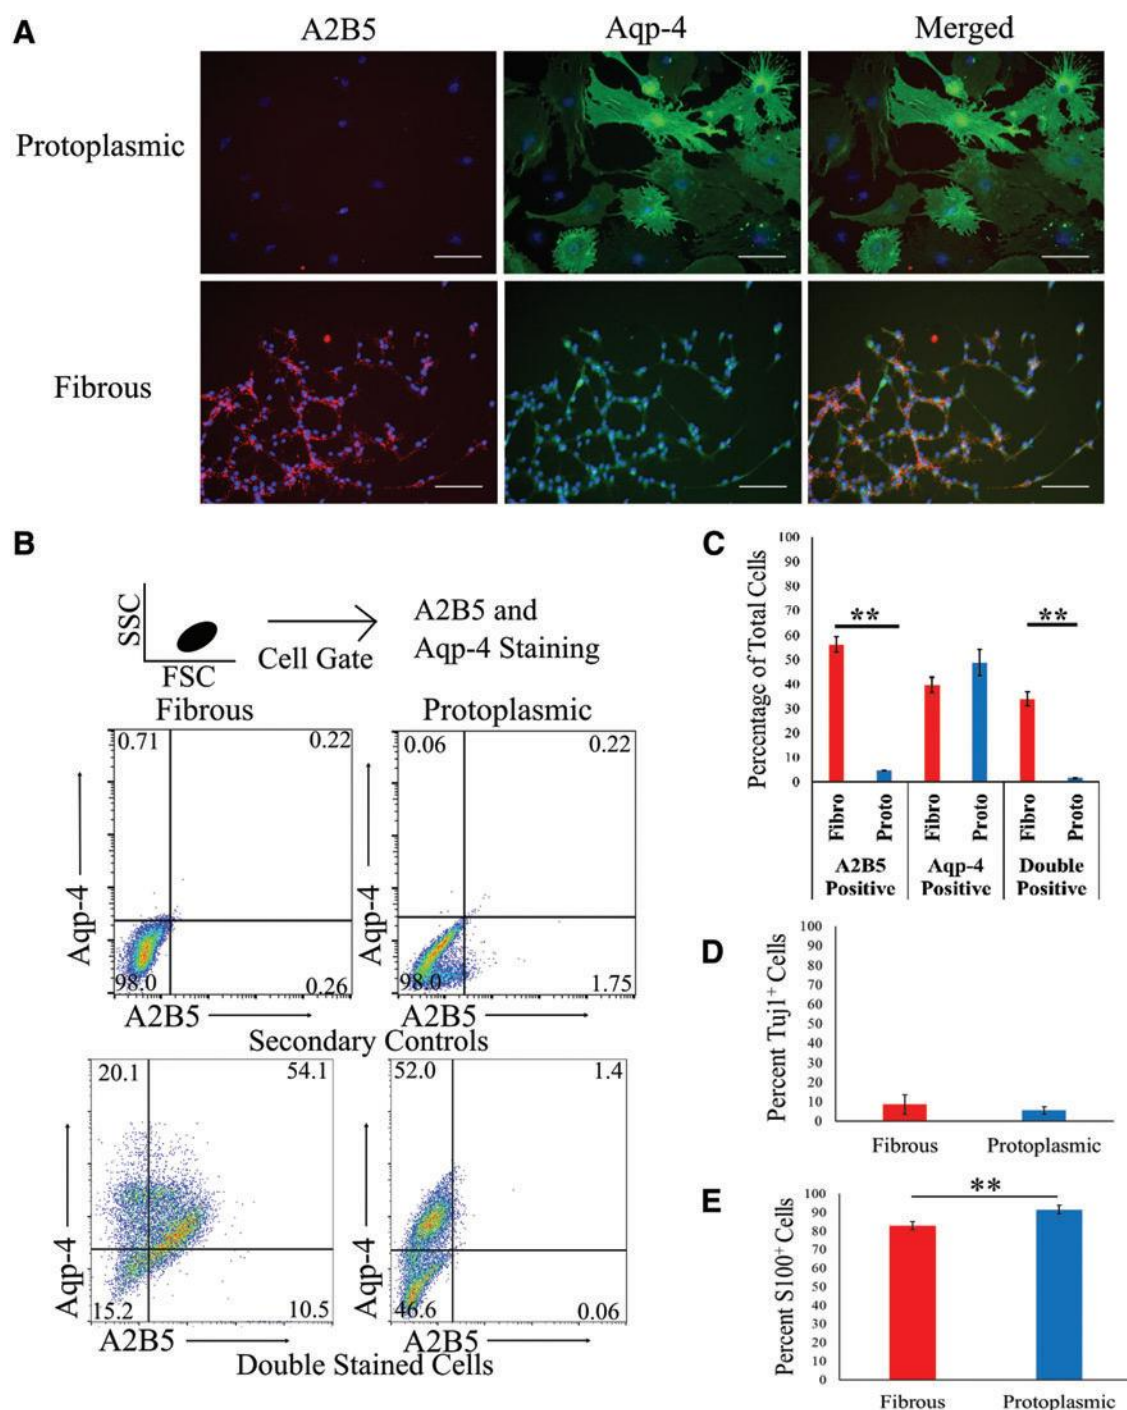 A
A2B5 Aqp-4 Merged
Protoplasmic
Fibrous
B
SSC
FSC
Cell Gate
A2B5 and
Aqp-4 Staining
Fibrous Protoplasmic
0.71 0.22
98.0 0.26
Aqp-4
A2B5
0.06 0.22
98.0 1.75
Aqp-4
A2B5
Secondary Controls
20.1 54.1
15.2 10.5
Aqp-4
A2B5
52.0 1.4
46.6 0.06
Aqp-4
A2B5
Double Stained Cells
C
Percentage of Total Cells
100
90
80
70
60
50
40
30
20
10
0
** **
Fibro Proto Fibro Proto Fibro Proto
A2B5 Aqp-4 Double
Positive Positive Positive
D
Percent Tuj1+ Cells
100
90
80
70
60
50
40
30
20
10
0
Fibrous Protoplasmic
E
Percent S100+ Cells
100
90
80
70
60
50
40
30
20
10
0
**
Fibrous Protoplasmic